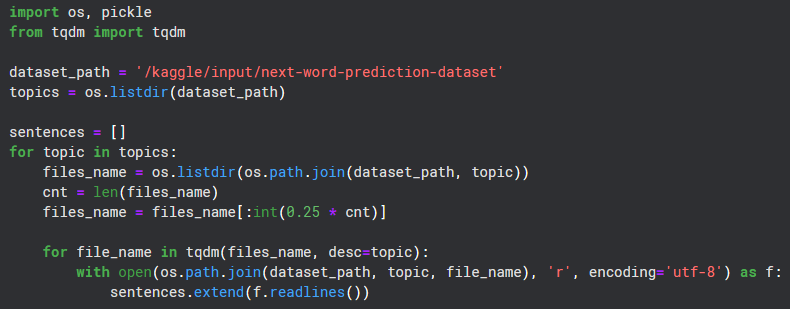 import os, pickle
from tqdm import tqdm

dataset_path = '/kaggle/input/next-word-prediction-dataset'
topics = os.listdir(dataset_path)

sentences = []
for topic in topics:
    files_name = os.listdir(os.path.join(dataset_path, topic))
    cnt = len(files_name)
    files_name = files_name[:int(0.25 * cnt)]

    for file_name in tqdm(files_name, desc=topic):
        with open(os.path.join(dataset_path, topic, file_name), 'r', encoding='utf-8') as f:
            sentences.extend(f.readlines())